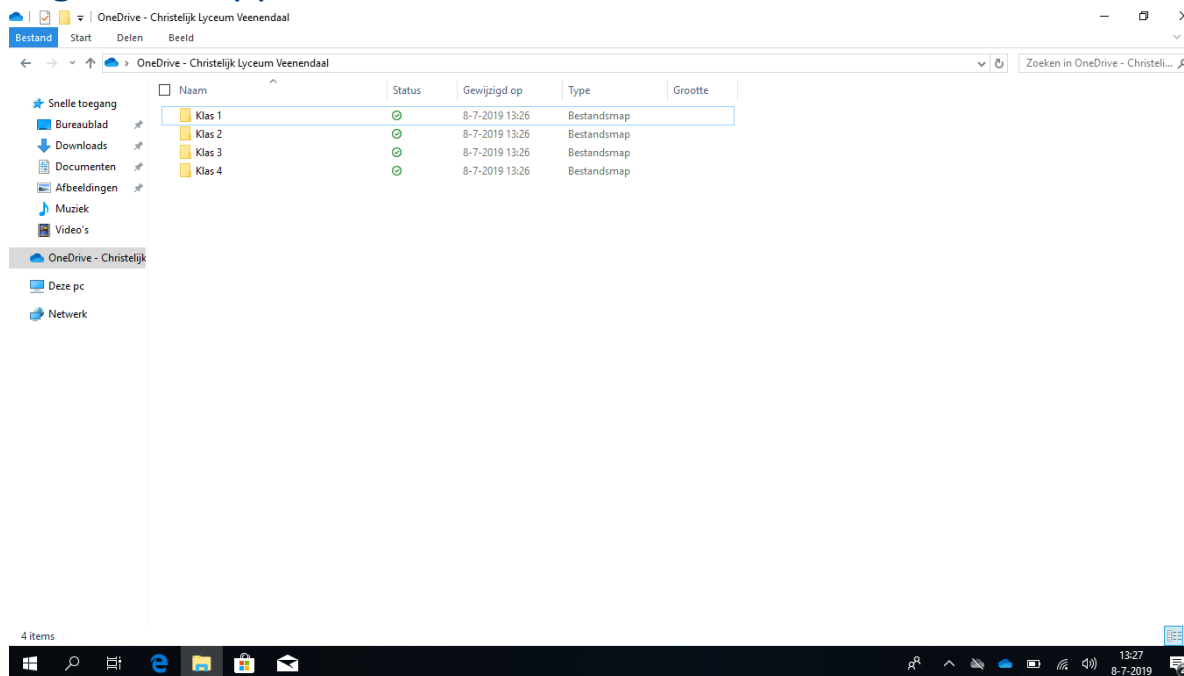 OneDrive - Christelijk Lyceum Veenendaal
Bestand Start Delen Beeld
OneDrive - Christelijk Lyceum Veenendaal
Zoeken in OneDrive - Christeli...
Naam Status Gewijzigd op Type Grootte
Snelle toegang
Bureaublad
Downloads
Documenten
Afbeeldingen
Muziek
Video's
OneDrive - Christelijk
Deze pc
Netwerk
Klas 1 8-7-2019 13:26 Bestandsmap
Klas 2 8-7-2019 13:26 Bestandsmap
Klas 3 8-7-2019 13:26 Bestandsmap
Klas 4 8-7-2019 13:26 Bestandsmap
4 items
13:27
8-7-2019